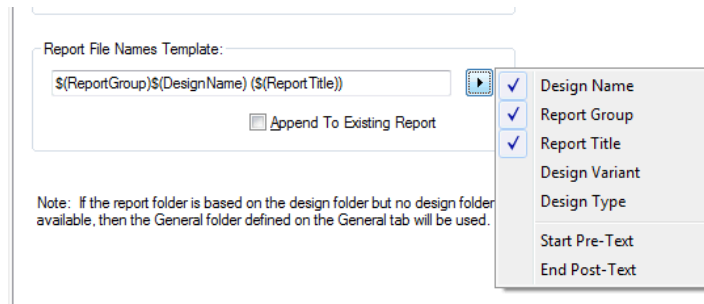 Report File Names Template:
$(ReportGroup)$(DesignName) ($(ReportTitle))
Append To Existing Report
Note: If the report folder is based on the design folder but no design folder
available, then the General folder defined on the General tab will be used.
Design Name
Report Group
Report Title
Design Variant
Design Type
Start Pre-Text
End Post-Text